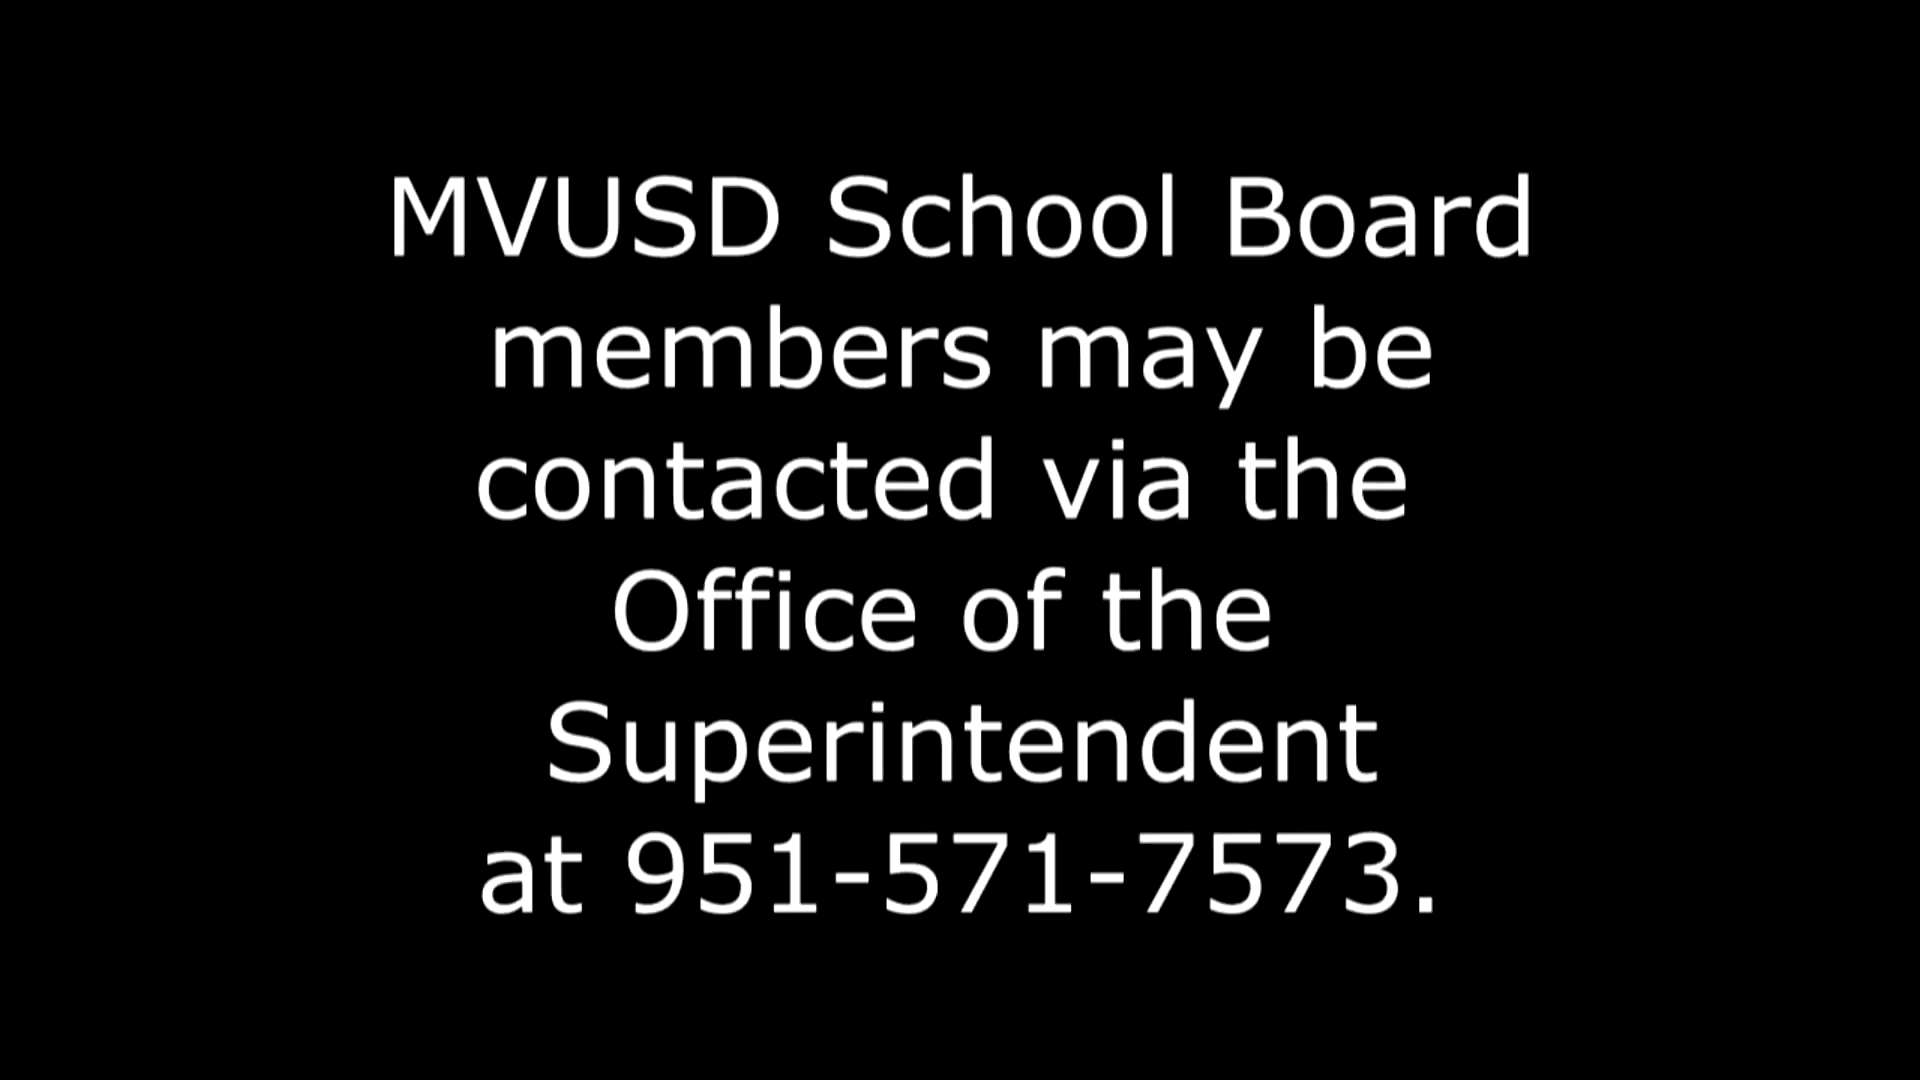 MVUSD School Board
members may be
contacted via the
Office of the
Superintendent
at 951-571-7573.